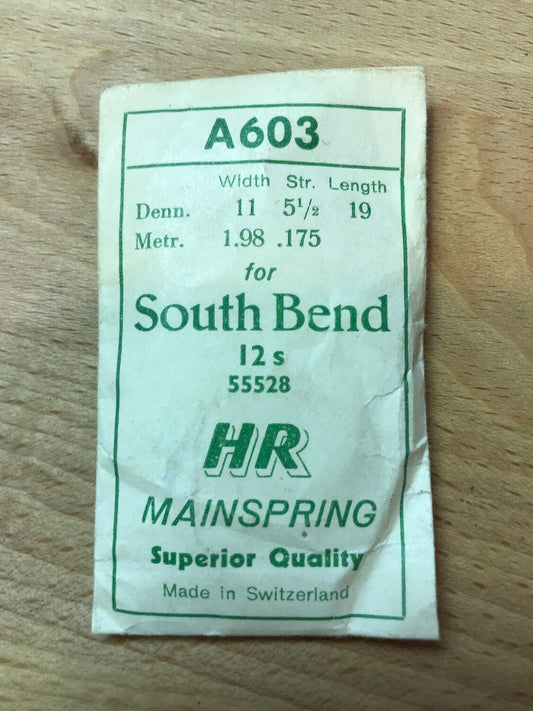 A603
Width Str. Length
Denn. 11 5½ 19
Metr. 1.98 .175
for
South Bend
12 s
55528
HR
MAINSPRING
Superior Quality
Made in Switzerland